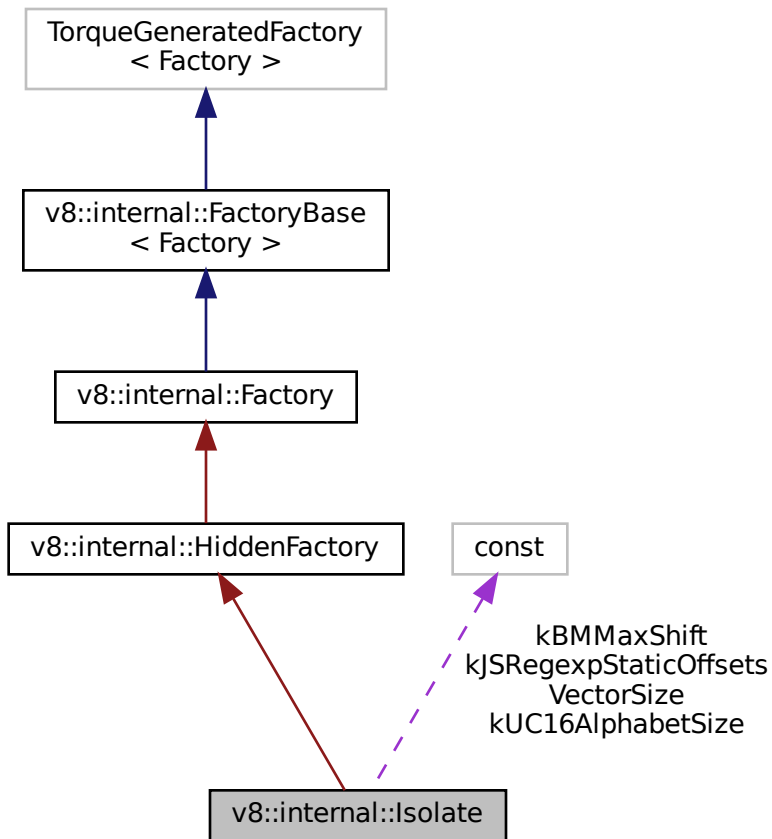 TorqueGeneratedFactory
< Factory >
v8::internal::FactoryBase
< Factory >
v8::internal::Factory
v8::internal::HiddenFactory
const
kBMMaxShift
kJSRegexpStaticOffsets
VectorSize
kUC16AlphabetSize
v8::internal::Isolate